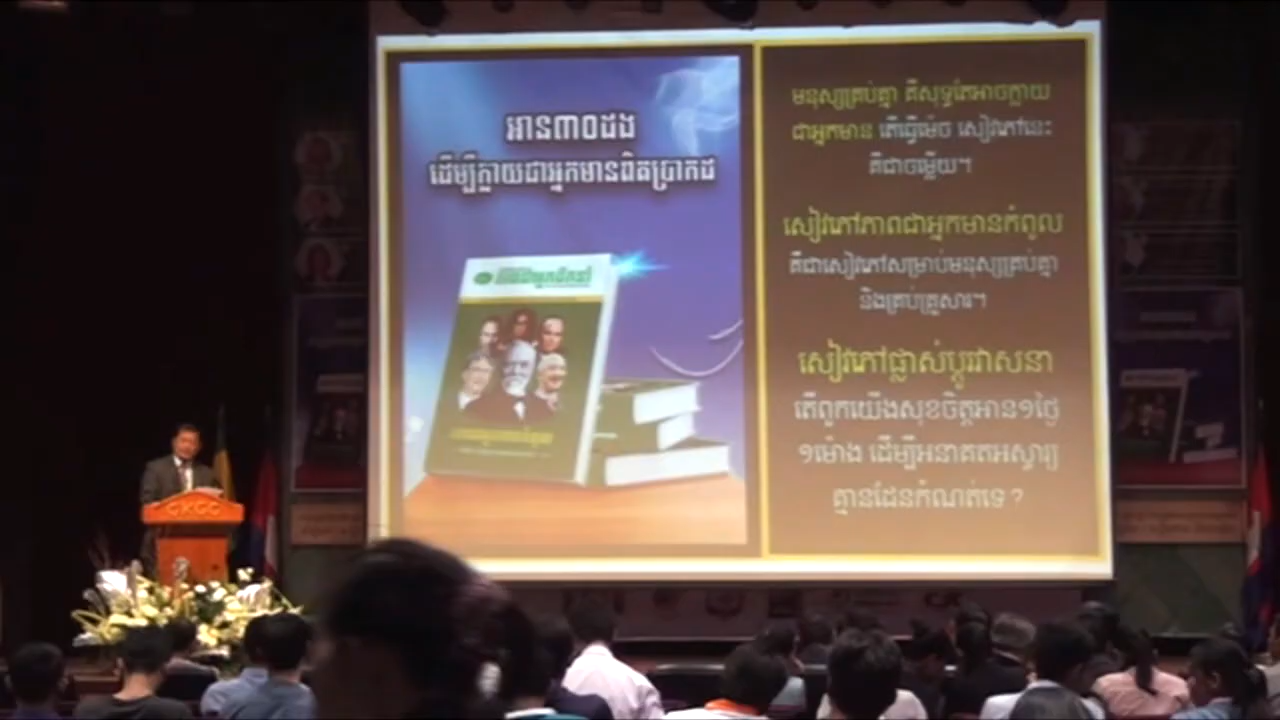 អាន៣០ដង
ដើម្បីក្លាយជាអ្នកមានពិតប្រាកដ
មនុស្សគ្រប់គ្នា គឺសុទ្ធតែអាចក្លាយ
ជាអ្នកមាន តើធ្វើម៉េច សៀវភៅនេះ
គឺជាចម្លើយ។
សៀវភៅភាពជាអ្នកមានកំពូល
គឺជាសៀវភៅសម្រាប់មនុស្សគ្រប់គ្នា
និងគ្រប់គ្រួសារ។
សៀវភៅផ្លាស់ប្តូរវាសនា
តើពួកយើងសុខចិត្តអាន១ថ្ងៃ
១ម៉ោង ដើម្បីអនាគតអស្ចារ្យ
គ្មានដែនកំណត់ទេ?
CKCC